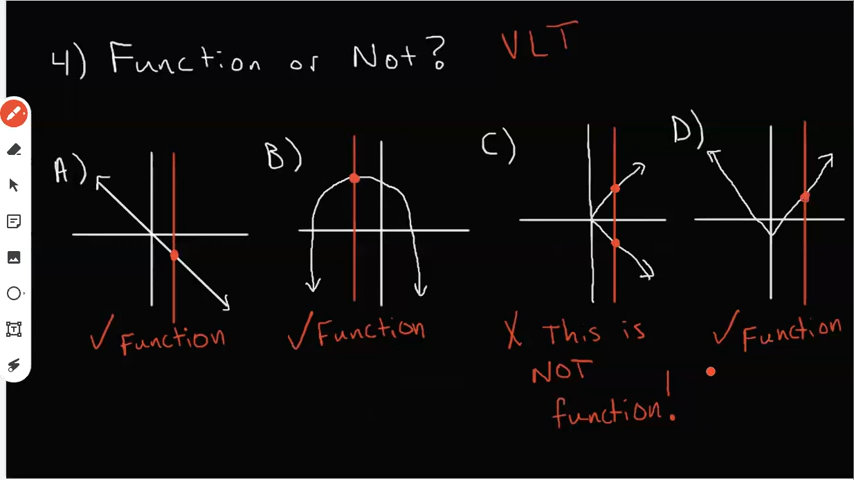 4) Function or Not? VLT
A)
B)
C)
D)
✓ Function
✓ Function
X This is
NOT
function!
✓ Function